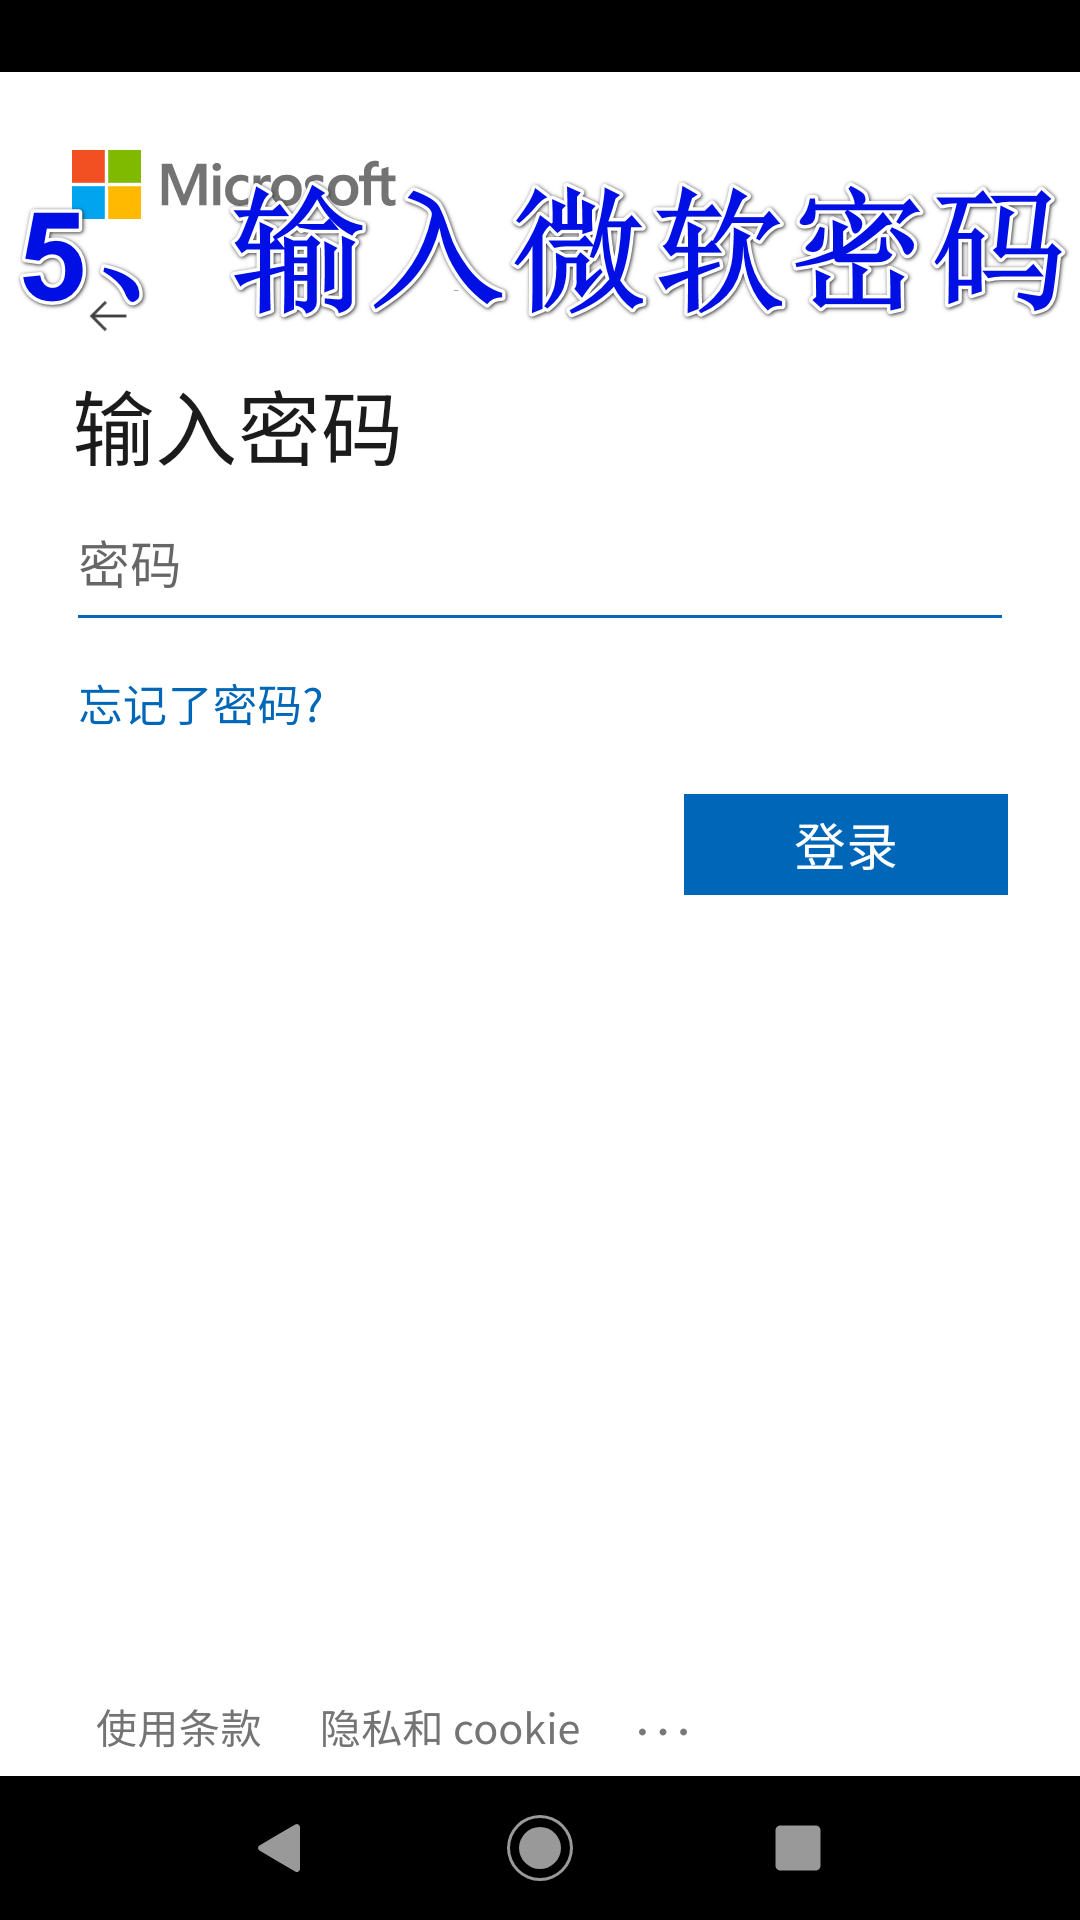 Microsoft
5、输入微软密码
输入密码
密码
忘记了密码?
登录
使用条款 隐私和 cookie ...